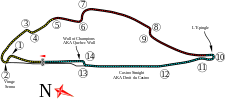 7
8
6
5
3
4
9
L'Epingle
Wall of Champions
AKA Quebec Wall
1
14
10
11
2
13
12
Virage
Senna
Casino Straight
AKA Droit du Casino
N